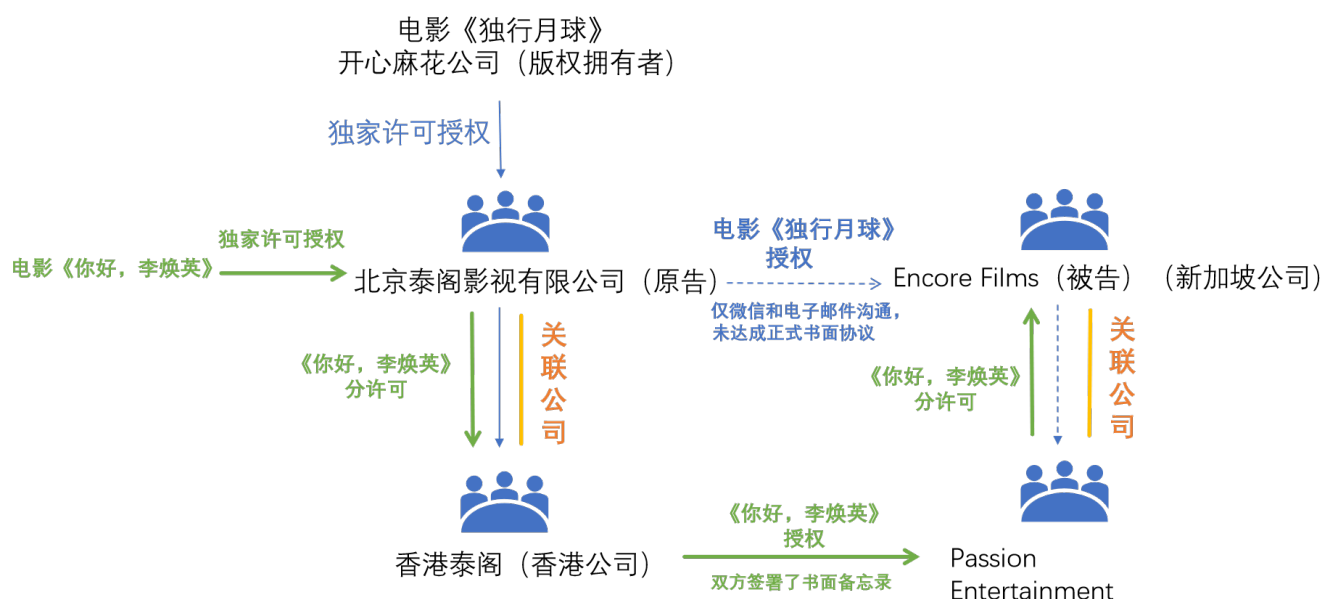 电影《独行月球》
开心麻花公司（版权拥有者）
独家许可授权
独家许可授权
电影《你好，李焕英》
北京泰阁影视有限公司（原告）
电影《独行月球》
授权
仅微信和电子邮件沟通，
未达成正式书面协议
Encore Films（被告）（新加坡公司）
《你好，李焕英》
分许可
关
联
公
司
《你好，李焕英》
分许可
关
联
公
司
香港泰阁（香港公司）
《你好，李焕英》
授权
双方签署了书面备忘录
Passion
Entertainment